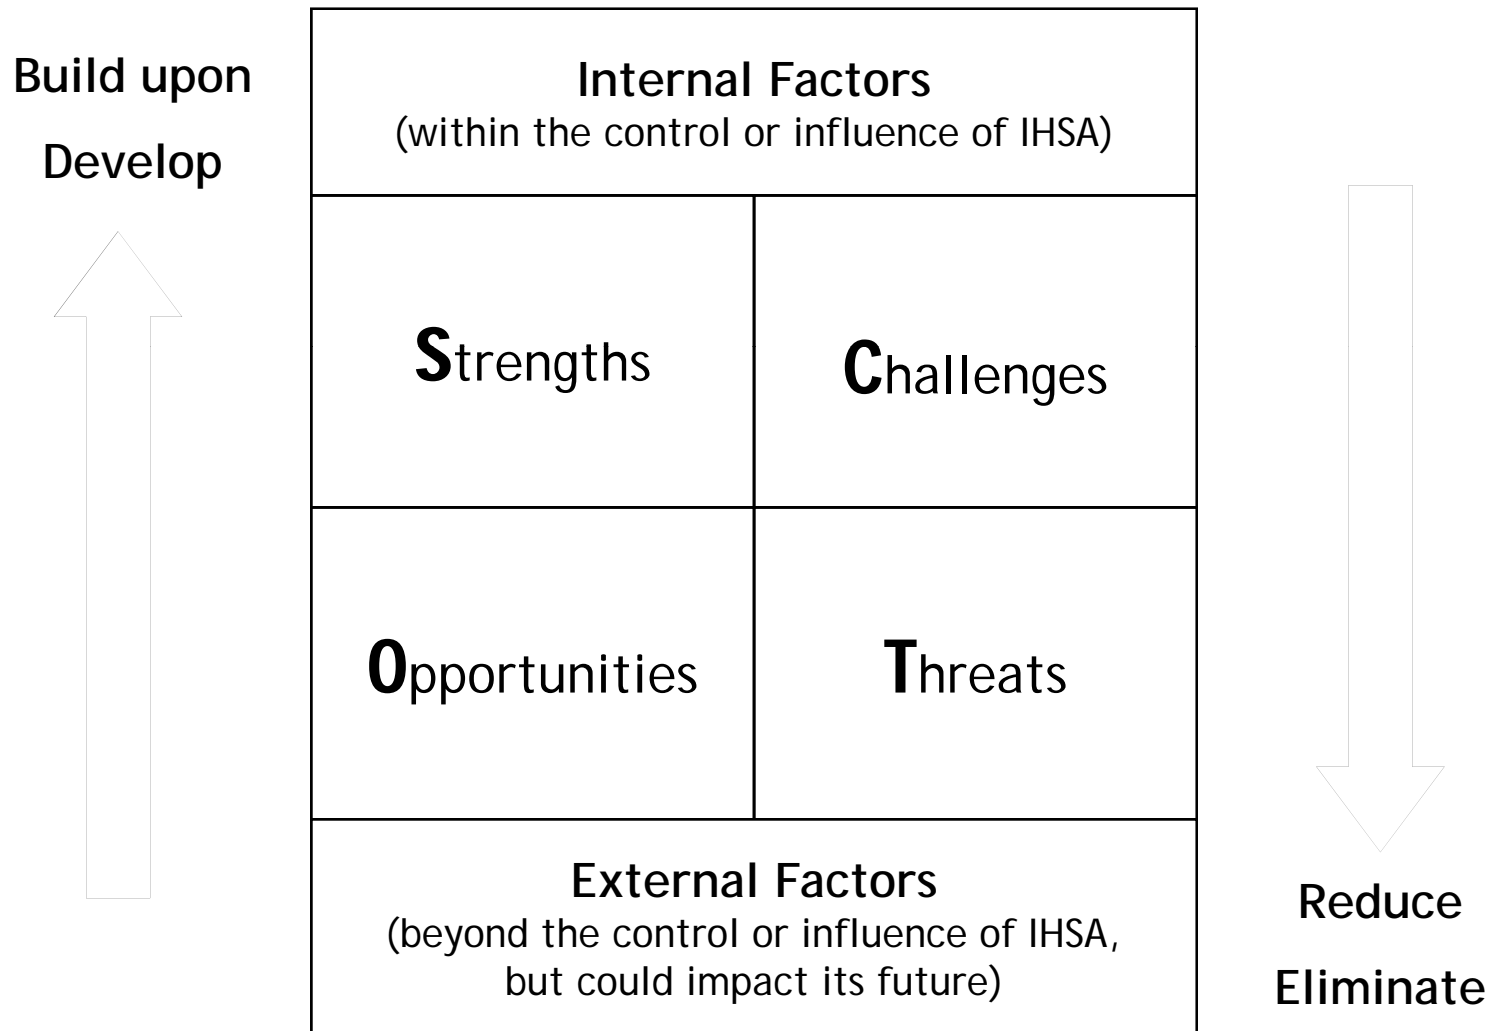 Build upon
Develop
Internal Factors
(within the control or influence of IHSA)
Strengths
Challenges
Opportunities
Threats
External Factors
(beyond the control or influence of IHSA,
but could impact its future)
Reduce
Eliminate